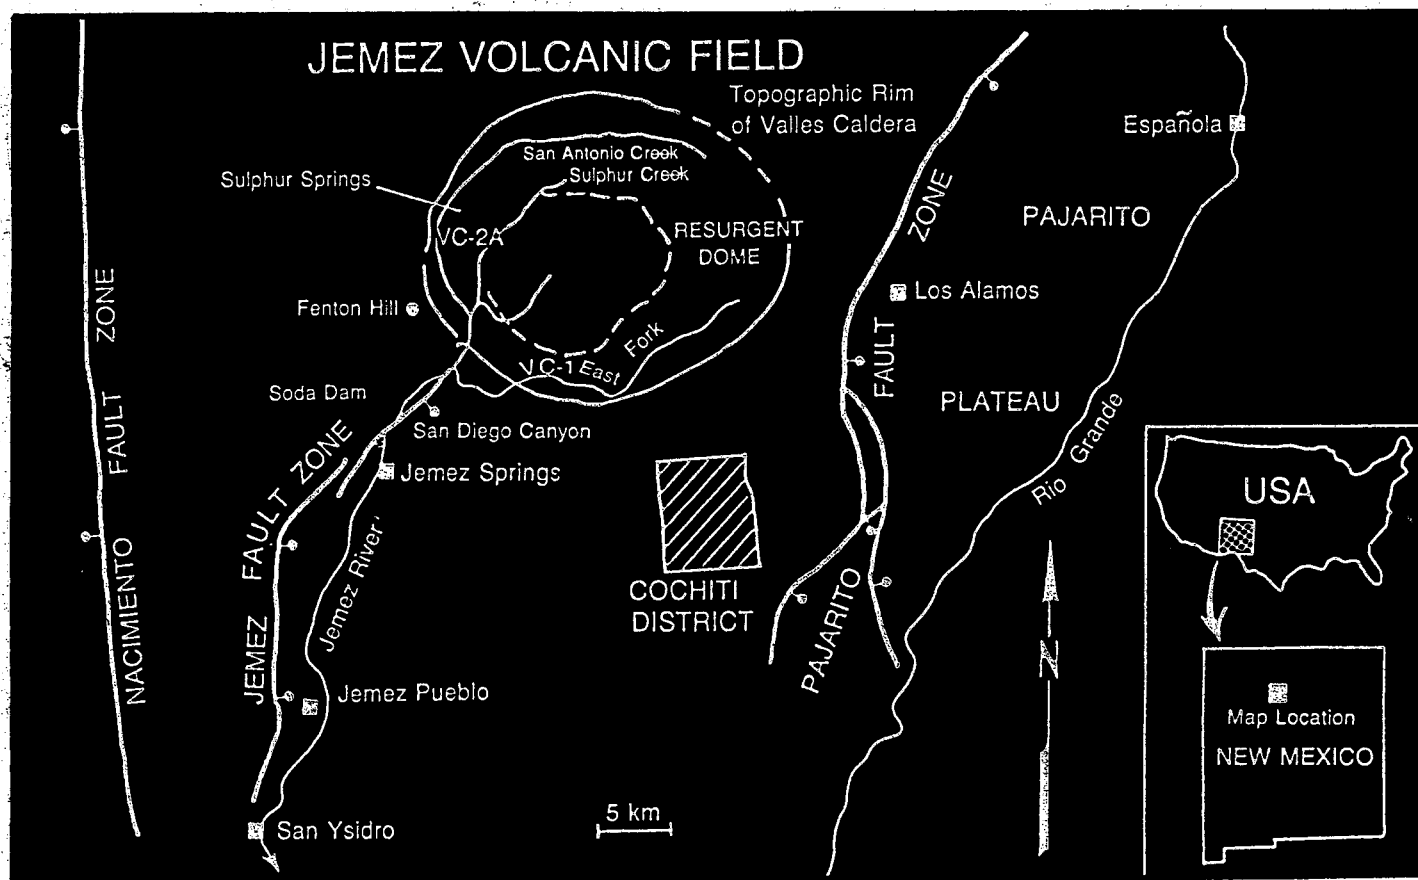 JEMEZ VOLCANIC FIELD
Topographic Rim
of Valles Caldera
Española
San Antonio Creek
Sulphur Creek
Sulphur Springs
PAJARITO
VC-2A
RESURGENT
DOME
Fenton Hill
Los Alamos
VC-1 East Fork
Soda Dam
PLATEAU
San Diego Canyon
Jemez Springs
Rio Grande
COCHITI
DISTRICT
Jemez River
Jemez Pueblo
San Ysidro
5 km
NACIMIENTO FAULT ZONE
JEMEZ FAULT ZONE
PAJARITO FAULT ZONE
N
USA
Map Location
NEW MEXICO